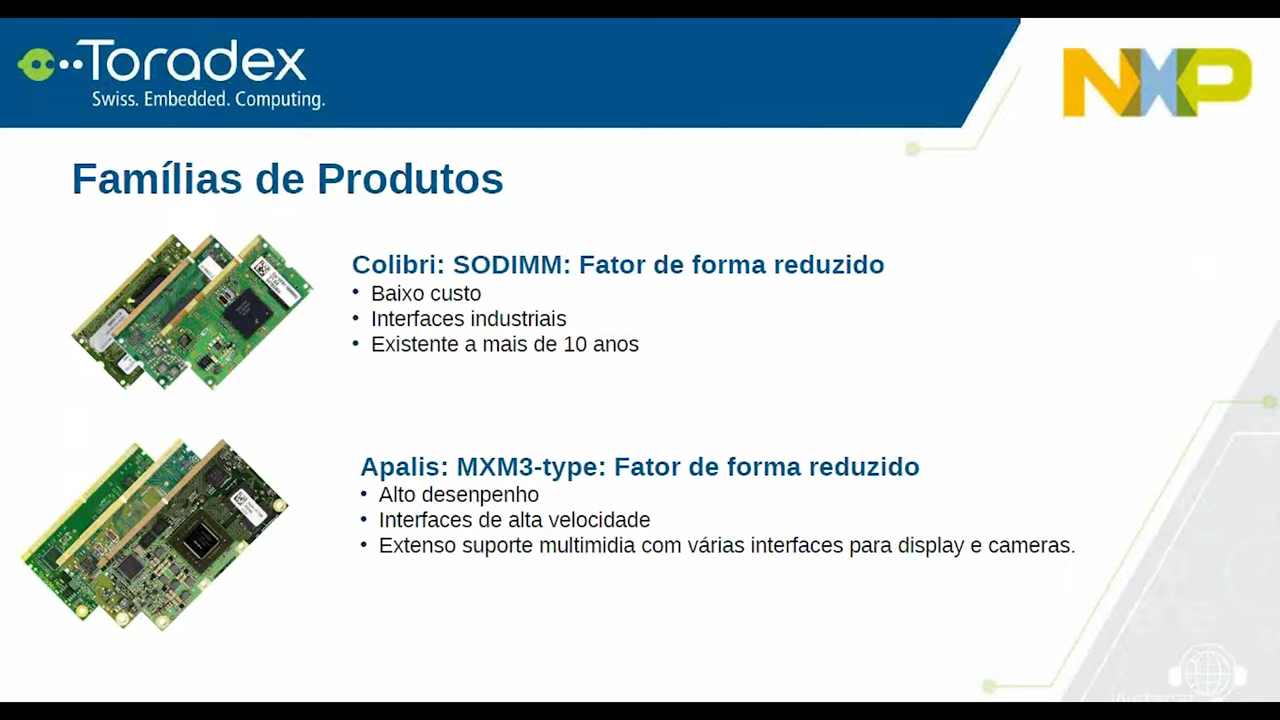 Toradex
Swiss. Embedded. Computing.
NXP
Famílias de Produtos
Colibri: SODIMM: Fator de forma reduzido
• Baixo custo
• Interfaces industriais
• Existente a mais de 10 anos
Apalis: MXM3-type: Fator de forma reduzido
• Alto desenpenho
• Interfaces de alta velocidade
• Extenso suporte multimidia com várias interfaces para display e cameras.